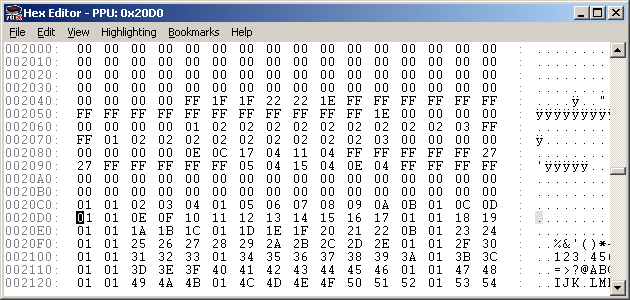 Hex Editor - PPU: 0x20D0
File Edit View Highlighting Bookmarks Help
002000: 00 00 00 00 00 00 00 00 00 00 00 00 00 00 00 00 : . . . . . . . . .
002010: 00 00 00 00 00 00 00 00 00 00 00 00 00 00 00 00 : . . . . . . . . .
002020: 00 00 00 00 00 00 00 00 00 00 00 00 00 00 00 00 : . . . . . . . . .
002030: 00 00 00 00 00 00 00 00 00 00 00 00 00 00 00 00 : . . . . . . . . .
002040: 00 00 00 00 FF 1F 1F 22 22 1E FF FF FF FF FF FF : . . . . ÿ . . "
002050: FF FF FF FF FF FF FF FF FF FF 1E 00 00 00 00 00 : ÿÿÿÿÿÿÿÿÿ
002060: 00 00 00 00 01 02 02 02 02 02 02 02 02 02 03 FF : . . . . . . . . .
002070: FF 01 02 02 02 02 02 02 02 02 03 00 00 00 00 00 : ÿ . . . . . . . .
002080: 00 00 00 00 0E 0C 17 04 11 04 FF FF FF FF FF 27 : . . . . . . . . .
002090: 27 FF FF FF FF FF 05 04 15 04 0E 04 FF FF FF FF : 'ÿÿÿÿÿ . . .
0020A0: 00 00 00 00 00 00 00 00 00 00 00 00 00 00 00 00 : . . . . . . . . .
0020B0: 00 00 00 00 00 00 00 00 00 00 00 00 00 00 00 00 : . . . . . . . . .
0020C0: 01 01 02 03 04 01 05 06 07 08 09 0A 0B 01 0C 0D : . . . . . . . . .
0020D0: 01 01 0E 0F 10 11 12 13 14 15 16 17 01 01 18 19 : . . . . . . . . .
0020E0: 01 01 1A 1B 1C 01 1D 1E 1F 20 21 22 0B 01 23 24 : . . . . . . . . .
0020F0: 01 01 25 26 27 28 29 2A 2B 2C 2D 2E 01 01 2F 30 : . . %&'()*+
002100: 01 01 31 32 33 01 34 35 36 37 38 39 3A 01 3B 3C : . . 123.456
002110: 01 01 3D 3E 3F 40 41 42 43 44 45 46 01 01 47 48 : . . =>?@ABC
002120: 01 01 49 4A 4B 01 4C 4D 4E 4F 50 51 52 01 53 54 : . . IJK.LMN